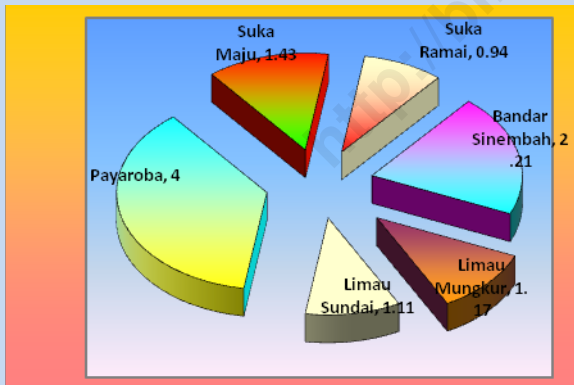 Suka
Maju, 1.43
Suka
Ramai, 0.94
Bandar
Sinembah, 2
.21
Payaroba, 4
Limau
Mungkur, 1.
17
Limau
Sundai, 1.11
http://b